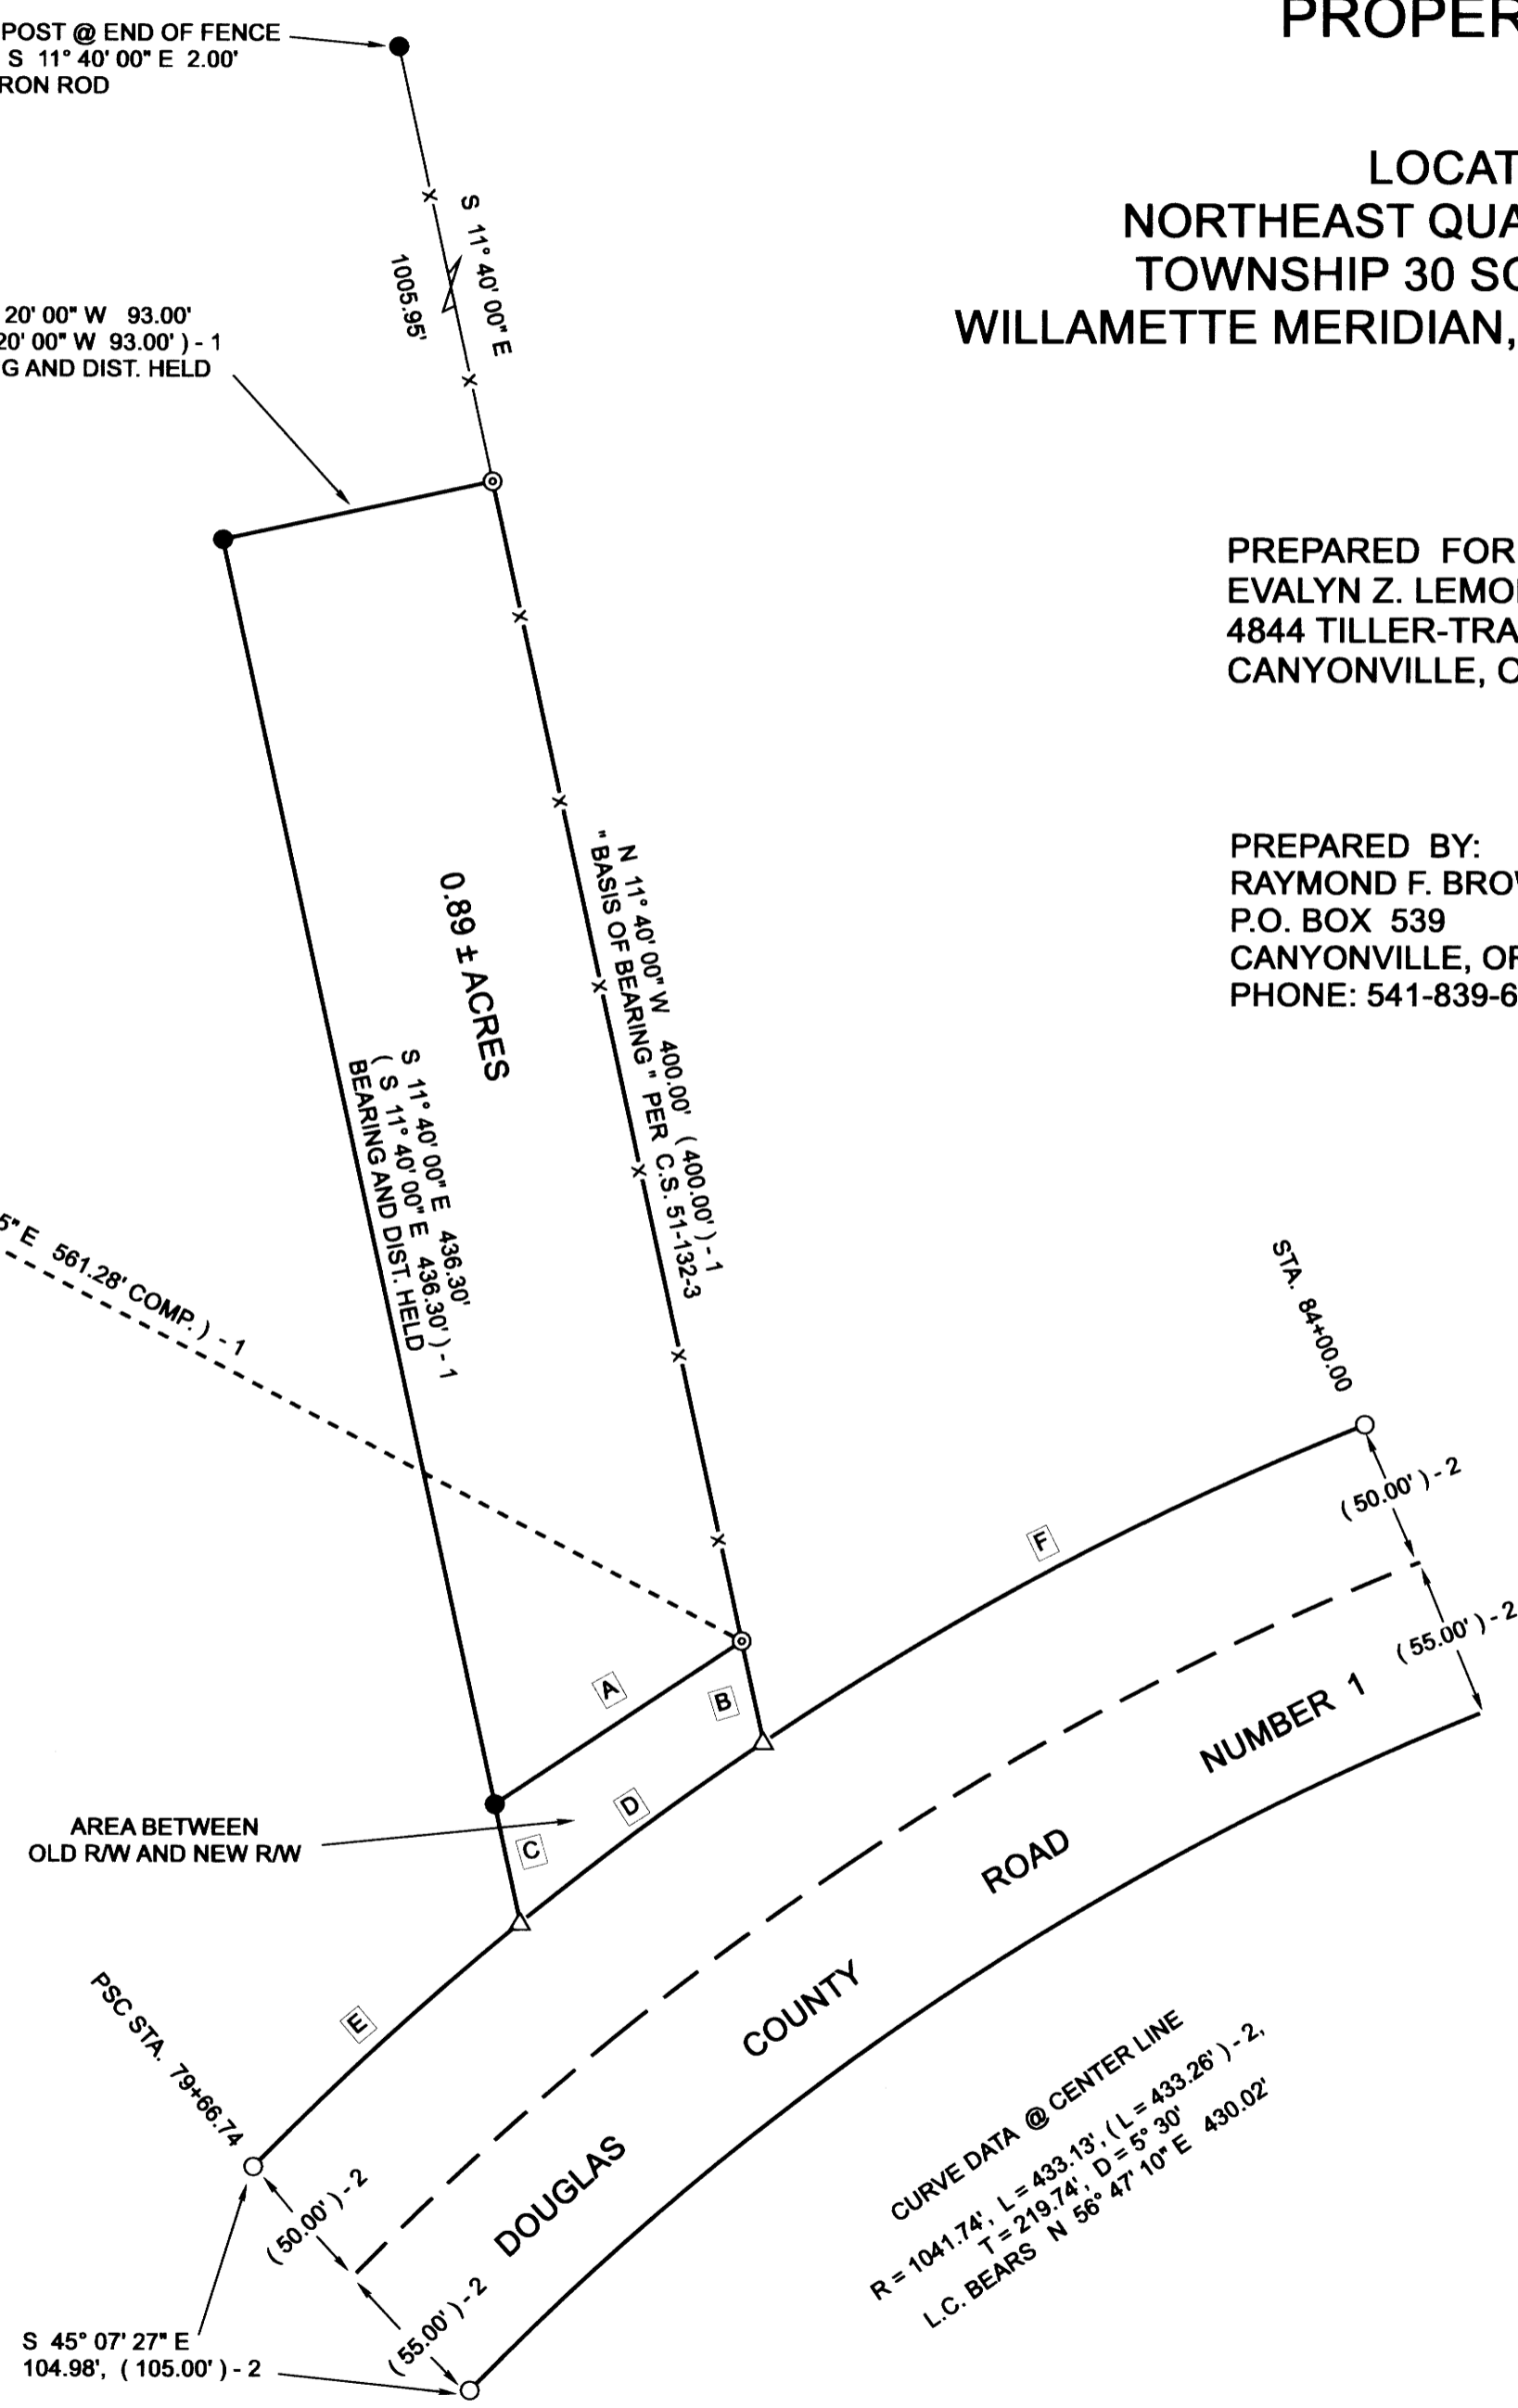 POST @ END OF FENCE
S 11° 40' 00" E 2.00'
RON ROD
PROPER
LOCAT
NORTHEAST QUA
TOWNSHIP 30 SO
WILLAMETTE MERIDIAN,
S 11° 40' 00" E
1005.95'
20' 00" W 93.00'
20' 00" W 93.00' ) - 1
G AND DIST. HELD
PREPARED FOR
EVALYN Z. LEMO
4844 TILLER-TRA
CANYONVILLE, O
PREPARED BY:
RAYMOND F. BROW
P.O. BOX 539
CANYONVILLE, OR
PHONE: 541-839-6
N 11° 40' 00" W 400.00' ( 400.00' ) - 1
" BASIS OF BEARING " PER C.S. 51-132-3
0.89 ± ACRES
S 11° 40' 00" E 436.30'
( S 11° 40' 00" E 436.30' ) - 1
BEARING AND DIST. HELD
5" E 561.28' COMP. ) - 1
STA. 84+00.00
( 50.00' ) - 2
( 55.00' ) - 2
F
A
B
NUMBER 1
D
C
AREA BETWEEN
OLD R/W AND NEW R/W
ROAD
COUNTY
E
PSC STA. 79+66.74
DOUGLAS
( 50.00' ) - 2
( 55.00' ) - 2
CURVE DATA @ CENTER LINE
R = 1041.74', L = 433.13', ( L = 433.26' ) - 2,
T = 219.74', D = 5° 30'
L.C. BEARS N 56° 47' 10" E 430.02'
S 45° 07' 27" E
104.98', ( 105.00' ) - 2